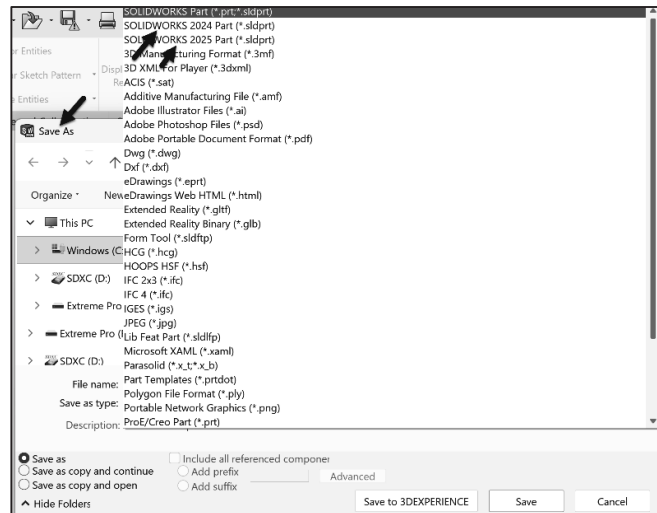 SOLIDWORKS Part (*.prt;*.sldprt)
SOLIDWORKS 2024 Part (*.sldprt)
SOLIDWORKS 2025 Part (*.sldprt)
3D Manufacturing Format (*.3mf)
3D XML For Player (*.3dxml)
ACIS (*.sat)
Additive Manufacturing File (*.amf)
Adobe Illustrator Files (*.ai)
Adobe Photoshop Files (*.psd)
Adobe Portable Document Format (*.pdf)
Dwg (*.dwg)
Dxf (*.dxf)
eDrawings (*.eprt)
eDrawings Web HTML (*.html)
Extended Reality (*.gltf)
Extended Reality Binary (*.glb)
Form Tool (*.sldftp)
HCG (*.hcg)
HOOPS HSF (*.hsf)
IFC 2x3 (*.ifc)
IFC 4 (*.ifc)
IGES (*.igs)
JPEG (*.jpg)
Lib Feat Part (*.sldlfp)
Microsoft XAML (*.xaml)
Parasolid (*.x_t;*.x_b)
Part Templates (*.prtdot)
Polygon File Format (*.ply)
Portable Network Graphics (*.png)
ProE/Creo Part (*.prt)
Entities
Sketch Pattern
Entities
Save As
Organize
New
This PC
Windows (C:
SDXC (D:)
Extreme Pro
Extreme Pro (
SDXC (D:)
File name:
Save as type:
Description:
Save as
Save as copy and continue
Save as copy and open
Include all referenced componer
Add prefix
Add suffix
Advanced
Hide Folders
Save to 3DEXPERIENCE
Save
Cancel